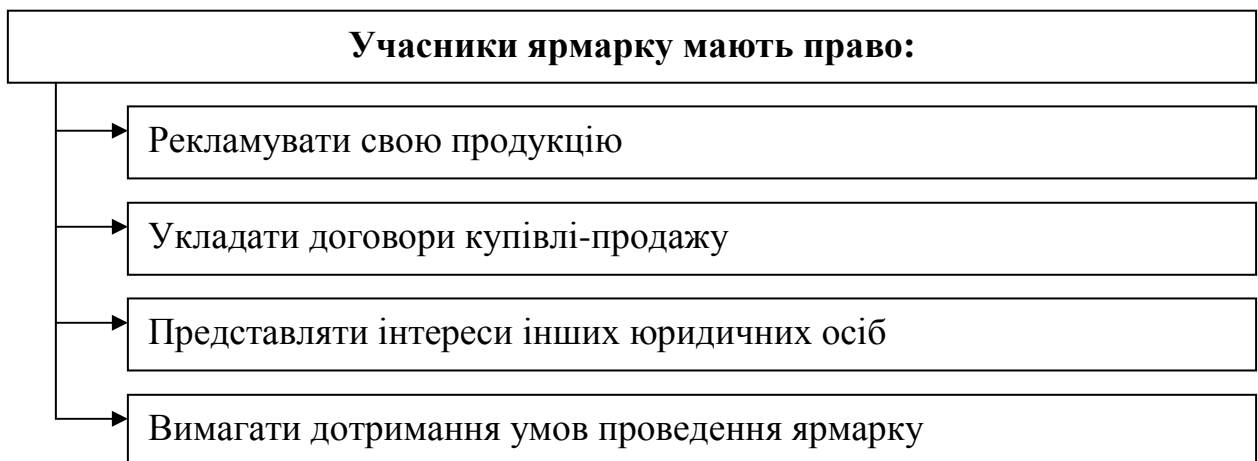 Учасники ярмарку мають право:
Рекламувати свою продукцію
Укладати договори купівлі-продажу
Представляти інтереси інших юридичних осіб
Вимагати дотримання умов проведення ярмарку